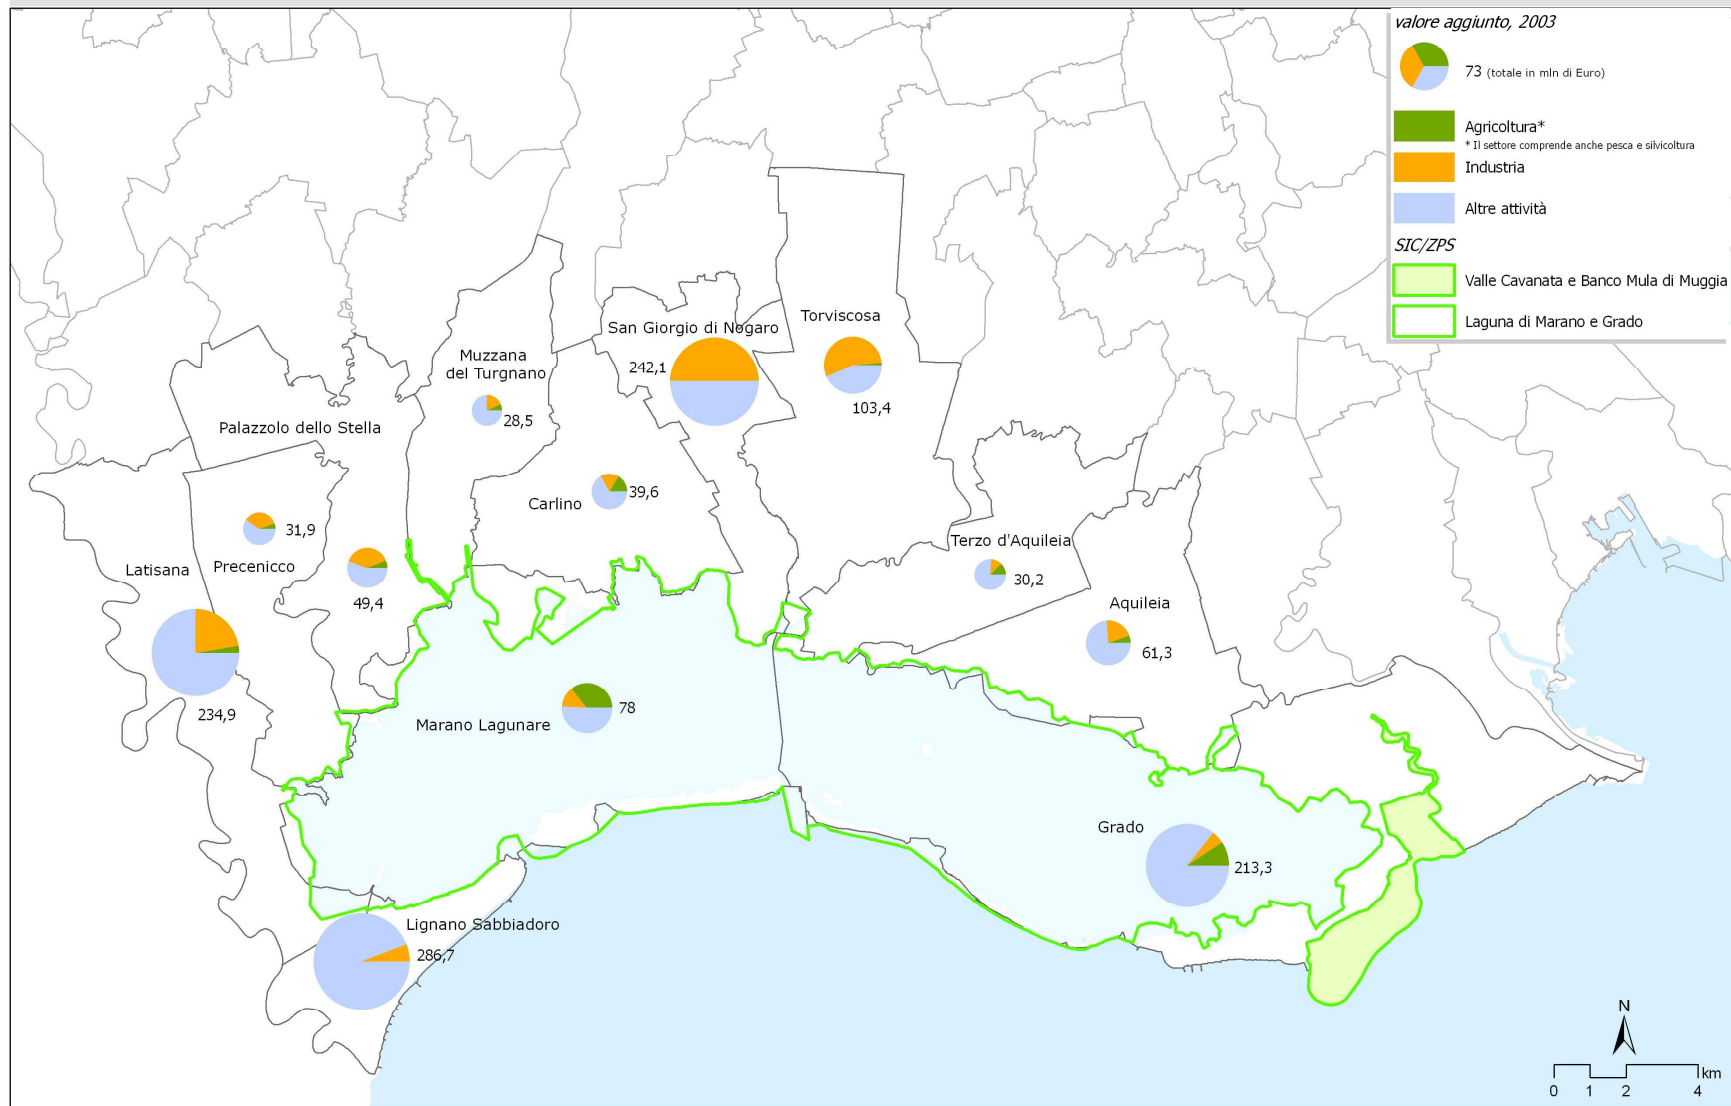 valore aggiunto, 2003
73 (totale in mln di Euro)
Agricoltura*
* Il settore comprende anche pesca e silvicoltura
Industria
Altre attività
SIC/ZPS
Valle Cavanata e Banco Mula di Muggia
Laguna di Marano e Grado
Torviscosa
103,4
San Giorgio di Nogaro
242,1
Muzzana
del Turgnano
28,5
Palazzolo dello Stella
49,4
Carlino
39,6
Precenicco
31,9
Latisana
234,9
Terzo d'Aquileia
30,2
Aquileia
61,3
Marano Lagunare
78
Grado
213,3
Lignano Sabbiadoro
286,7
N
km
0 1 2 4